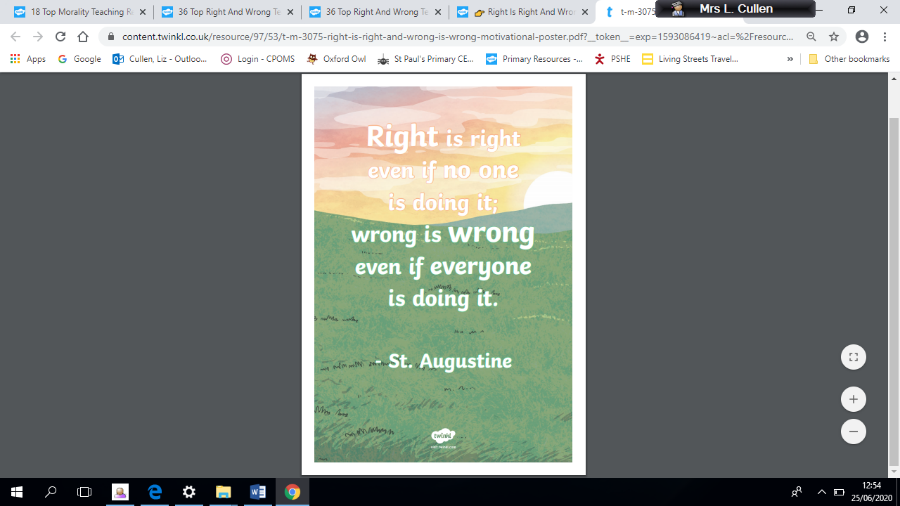 18 Top Morality Teaching R
36 Top Right And Wrong Te
36 Top Right And Wrong Te
👉 Right Is Right And Wro
t-m-3075
Mrs L. Cullen
content.twinkl.co.uk/resource/97/53/t-m-3075-right-is-right-and-wrong-is-wrong-motivational-poster.pdf?__token__=exp=1593086419~acl=%2Fresourc...
Apps
Google
Cullen, Liz - Outloo...
Login - CPOMS
Oxford Owl
St Paul's Primary CE...
Primary Resources -...
PSHE
Living Streets Travel...
»
Other bookmarks
Right is right
even if no one
is doing it;
wrong is wrong
even if everyone
is doing it.
- St. Augustine
twinkl
12:54
25/06/2020